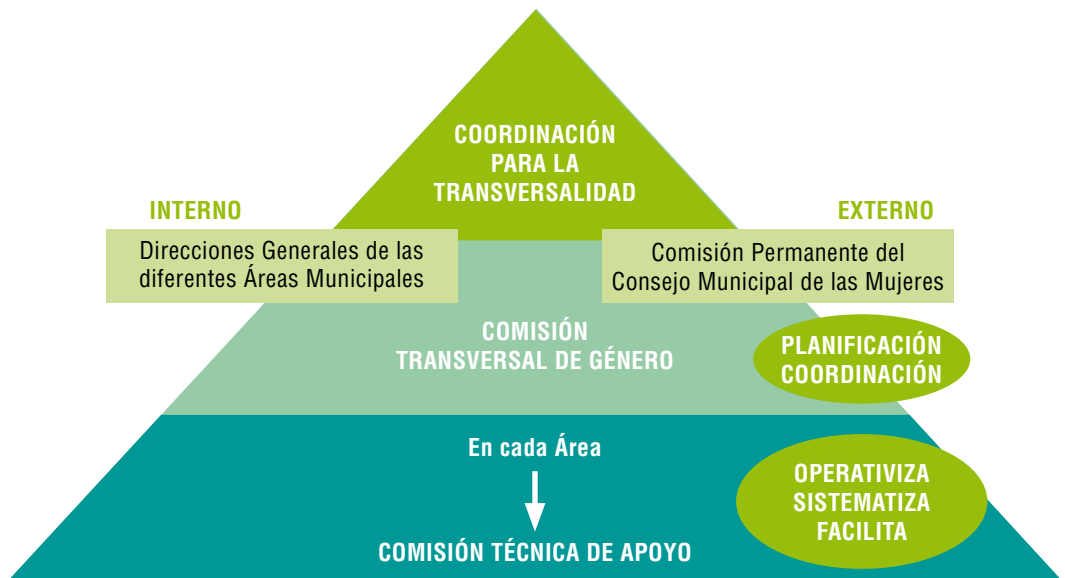 COORDINACIÓN
PARA LA
TRANSVERSALIDAD
INTERNO
Direcciones Generales de las
diferentes Áreas Municipales
EXTERNO
Comisión Permanente del
Consejo Municipal de las Mujeres
COMISIÓN
TRANSVERSAL DE GÉNERO
PLANIFICACIÓN
COORDINACIÓN
En cada Área
COMISIÓN TÉCNICA DE APOYO
OPERATIVIZA
SISTEMATIZA
FACILITA